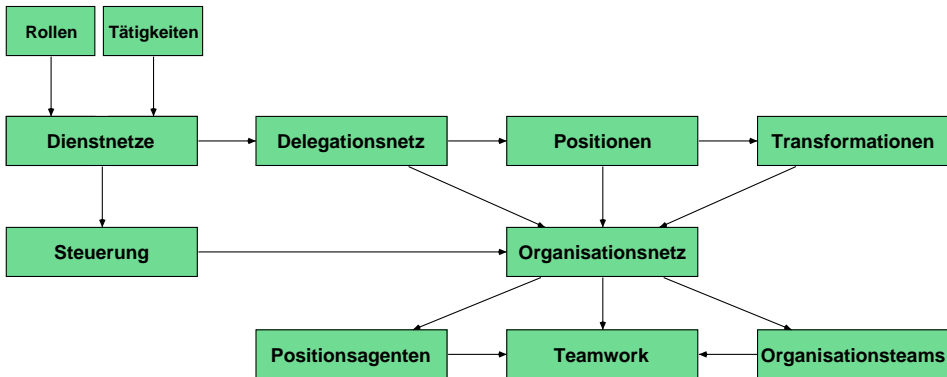 Rollen
Tätigkeiten
Dienstnetze
Delegationsnetz
Positionen
Transformationen
Steuerung
Organisationsnetz
Positionsagenten
Teamwork
Organisationsteams